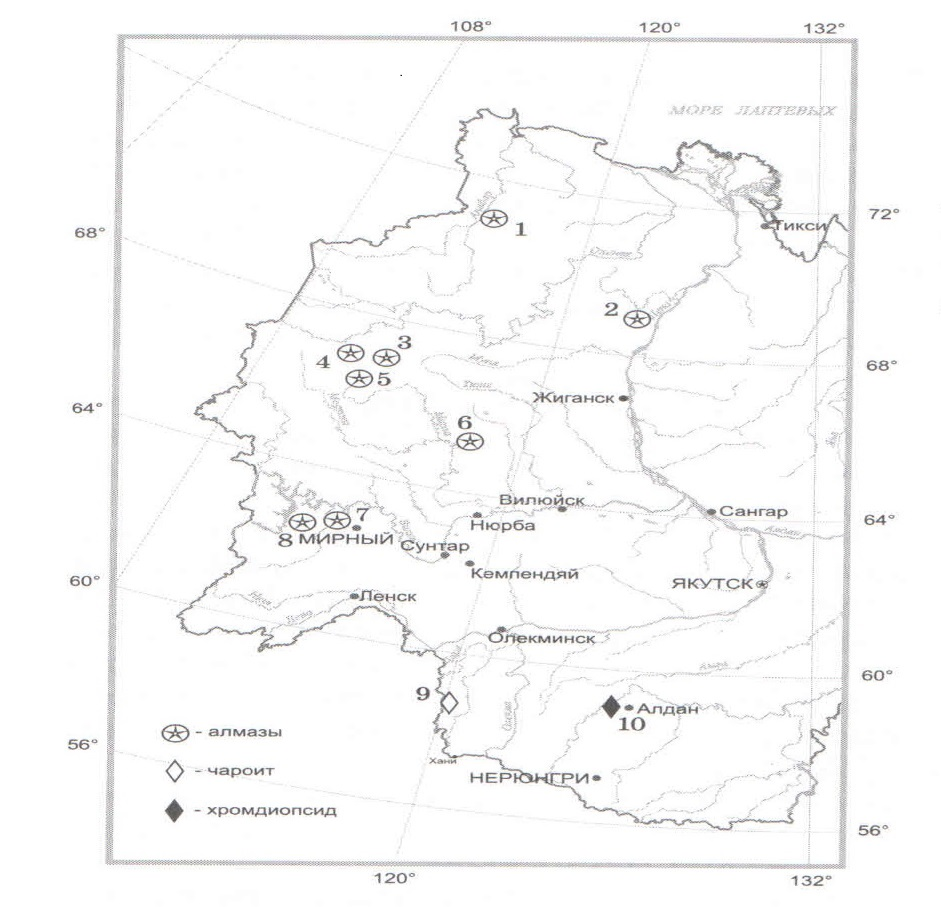 108° 120° 132°
МОРЕ ЛАПТЕВЫХ
72°
Тикси
68°
1
2
3
4
5
68°
Жиганск
64°
6
Вилюйск
Нюрба
Сангар
64°
7
8
МИРНЫЙ
Сунтар
Кемпендяй
ЯКУТСК
60°
Ленск
Олекминск
60°
9
Алдан
10
- алмазы
56°
Хани
- чароит
НЕРЮНГРИ
- хромдиопсид
56°
120° 132°